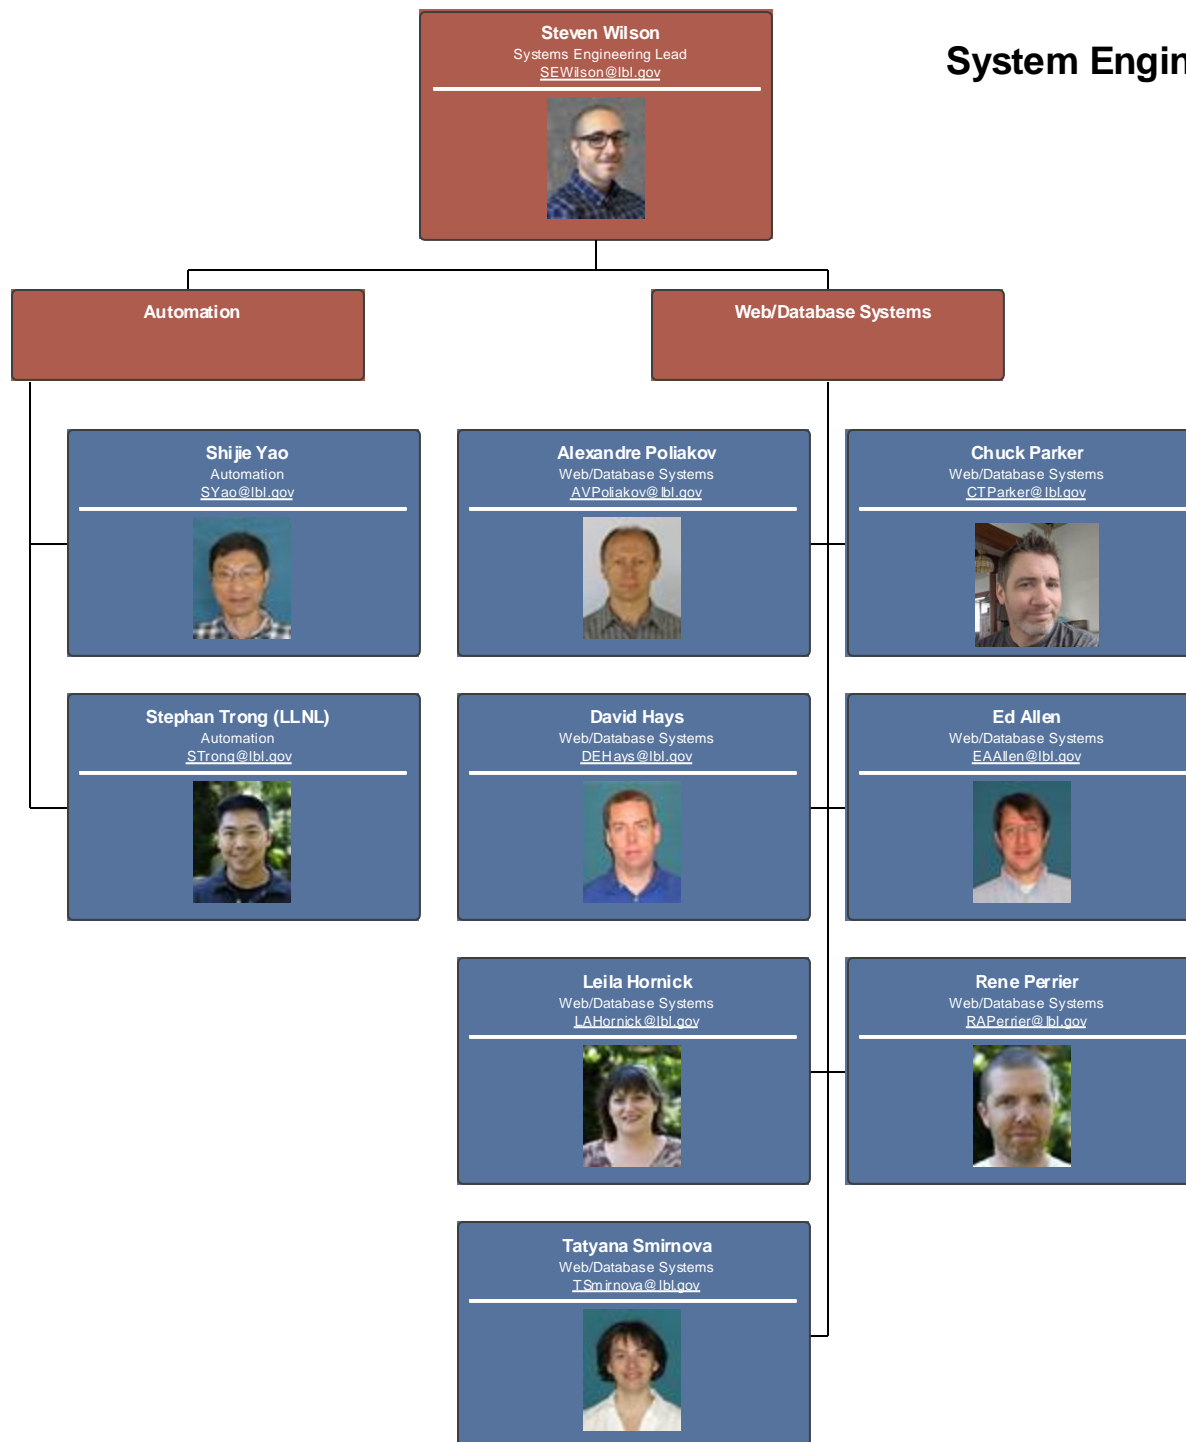 Steven Wilson
Systems Engineering Lead
SEWilson@lbl.gov
System Engin
Automation
Web/Database Systems
Shijie Yao
Automation
SYao@lbl.gov
Alexandre Poliakov
Web/Database Systems
AVPoliakov@lbl.gov
Chuck Parker
Web/Database Systems
CTParker@lbl.gov
Stephan Trong (LLNL)
Automation
STrong@lbl.gov
David Hays
Web/Database Systems
DEHays@lbl.gov
Ed Allen
Web/Database Systems
EAAllen@lbl.gov
Leila Hornick
Web/Database Systems
LAHornick@lbl.gov
Rene Perrier
Web/Database Systems
RAPerrier@lbl.gov
Tatyana Smirnova
Web/Database Systems
TSmirnova@lbl.gov